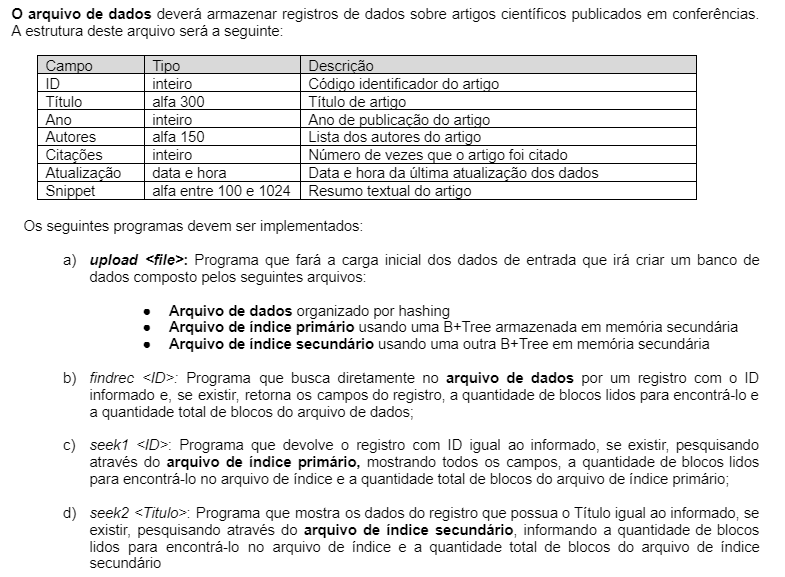 O arquivo de dados deverá armazenar registros de dados sobre artigos científicos publicados em conferências.
A estrutura deste arquivo será a seguinte:
Campo Tipo Descrição
ID inteiro Código identificador do artigo
Título alfa 300 Título de artigo
Ano inteiro Ano de publicação do artigo
Autores alfa 150 Lista dos autores do artigo
Citações inteiro Número de vezes que o artigo foi citado
Atualização data e hora Data e hora da última atualização dos dados
Snippet alfa entre 100 e 1024 Resumo textual do artigo
Os seguintes programas devem ser implementados:
a) upload <file>: Programa que fará a carga inicial dos dados de entrada que irá criar um banco de
dados composto pelos seguintes arquivos:
● Arquivo de dados organizado por hashing
● Arquivo de índice primário usando uma B+Tree armazenada em memória secundária
● Arquivo de índice secundário usando uma outra B+Tree em memória secundária
b) findrec <ID>: Programa que busca diretamente no arquivo de dados por um registro com o ID
informado e, se existir, retorna os campos do registro, a quantidade de blocos lidos para encontrá-lo e
a quantidade total de blocos do arquivo de dados;
c) seek1 <ID>: Programa que devolve o registro com ID igual ao informado, se existir, pesquisando
através do arquivo de índice primário, mostrando todos os campos, a quantidade de blocos lidos
para encontrá-lo no arquivo de índice e a quantidade total de blocos do arquivo de índice primário;
d) seek2 <Titulo>: Programa que mostra os dados do registro que possua o Título igual ao informado, se
existir, pesquisando através do arquivo de índice secundário, informando a quantidade de blocos
lidos para encontrá-lo no arquivo de índice e a quantidade total de blocos do arquivo de índice
secundário